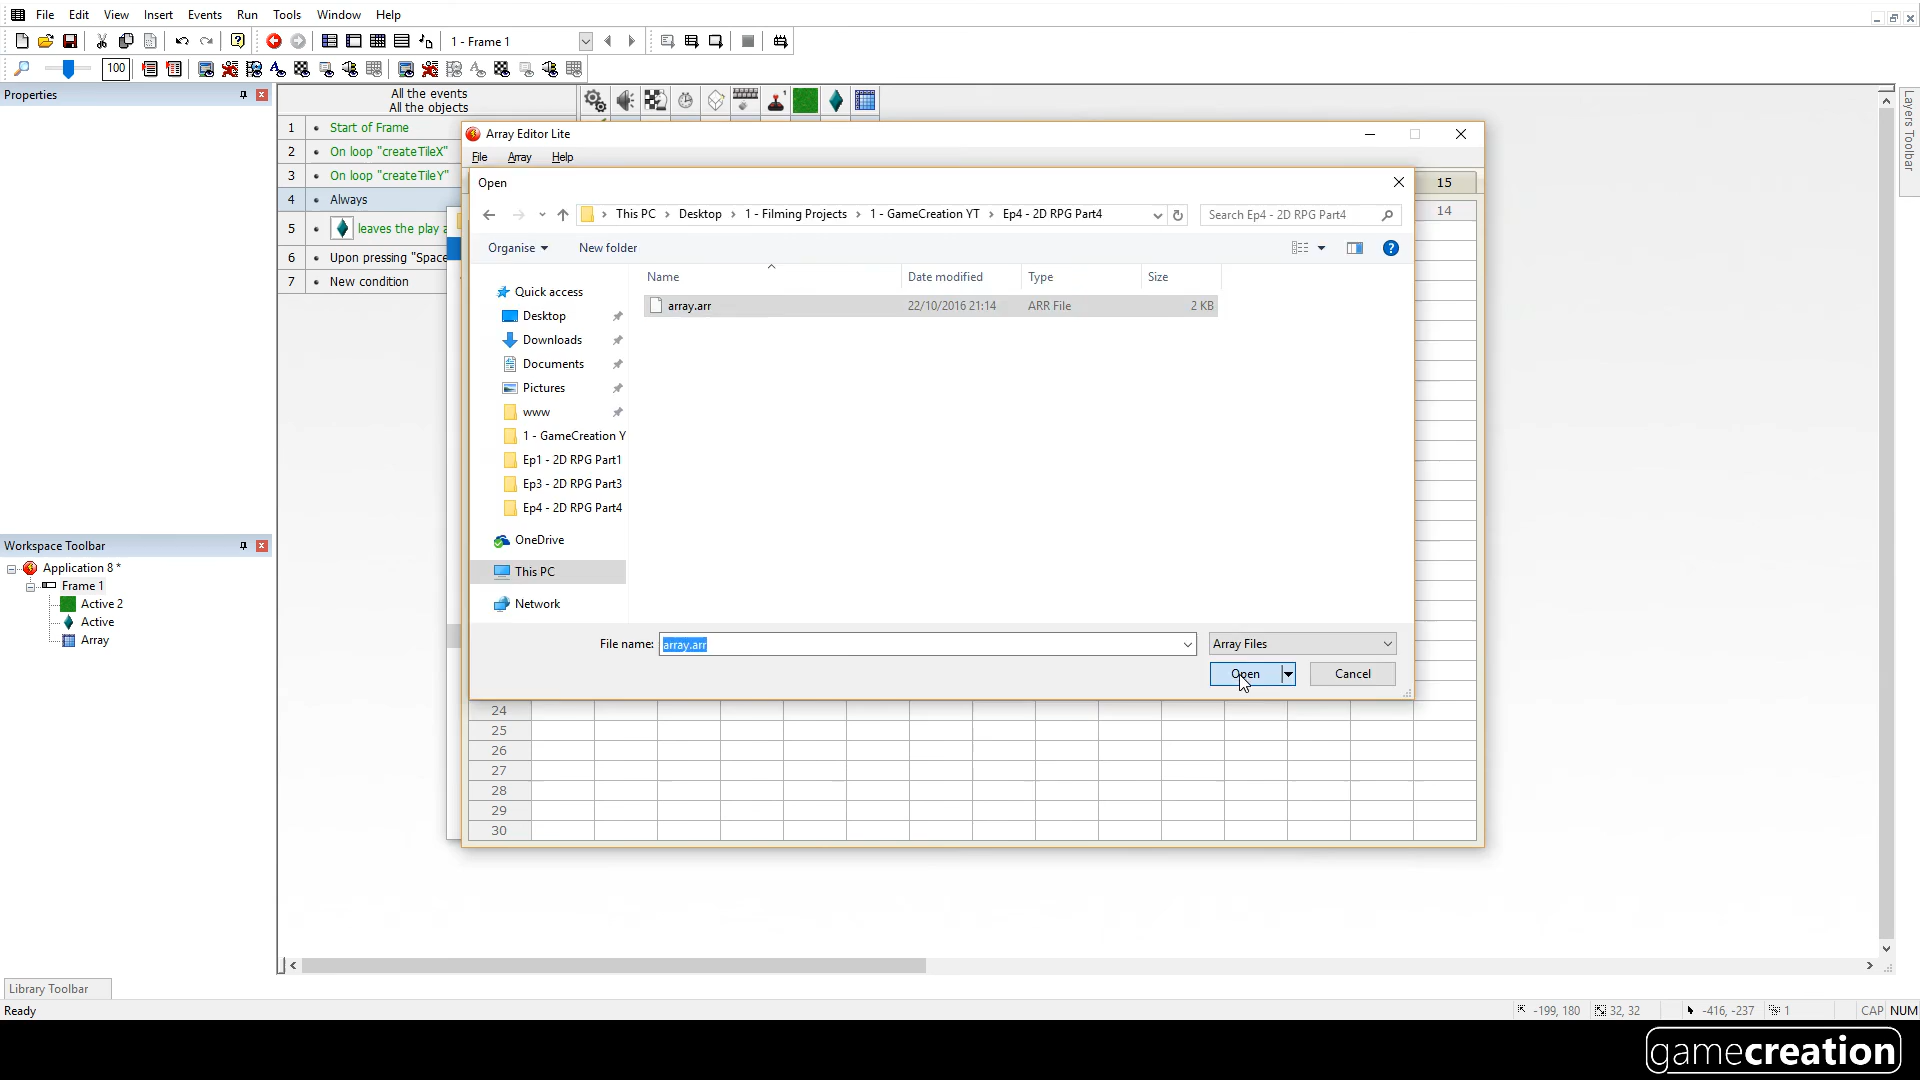 File Edit View Insert Events Run Tools Window Help
1 - Frame 1
100
Properties
All the events
All the objects
1 • Start of Frame
2 • On loop "createTileX"
3 • On loop "createTileY"
4 • Always
5 • leaves the play a
6 • Upon pressing "Space
7 • New condition
Layers Toolbar
Array Editor Lite
File Array Help
15
14
Open
This PC > Desktop > 1 - Filming Projects > 1 - GameCreation YT > Ep4 - 2D RPG Part4
Search Ep4 - 2D RPG Part4
Organise New folder
Name Date modified Type Size
array.arr 22/10/2016 21:14 ARR File 2 KB
Quick access
Desktop
Downloads
Documents
Pictures
www
1 - GameCreation Y
Ep1 - 2D RPG Part1
Ep3 - 2D RPG Part3
Ep4 - 2D RPG Part4
OneDrive
This PC
Network
File name: array.arr Array Files
Open Cancel
24
25
26
27
28
29
30
Workspace Toolbar
Application 8 *
Frame 1
Active 2
Active
Array
Library Toolbar
Ready
-199, 180 32, 32 -416, -237 1 CAP NUM
gamecreation